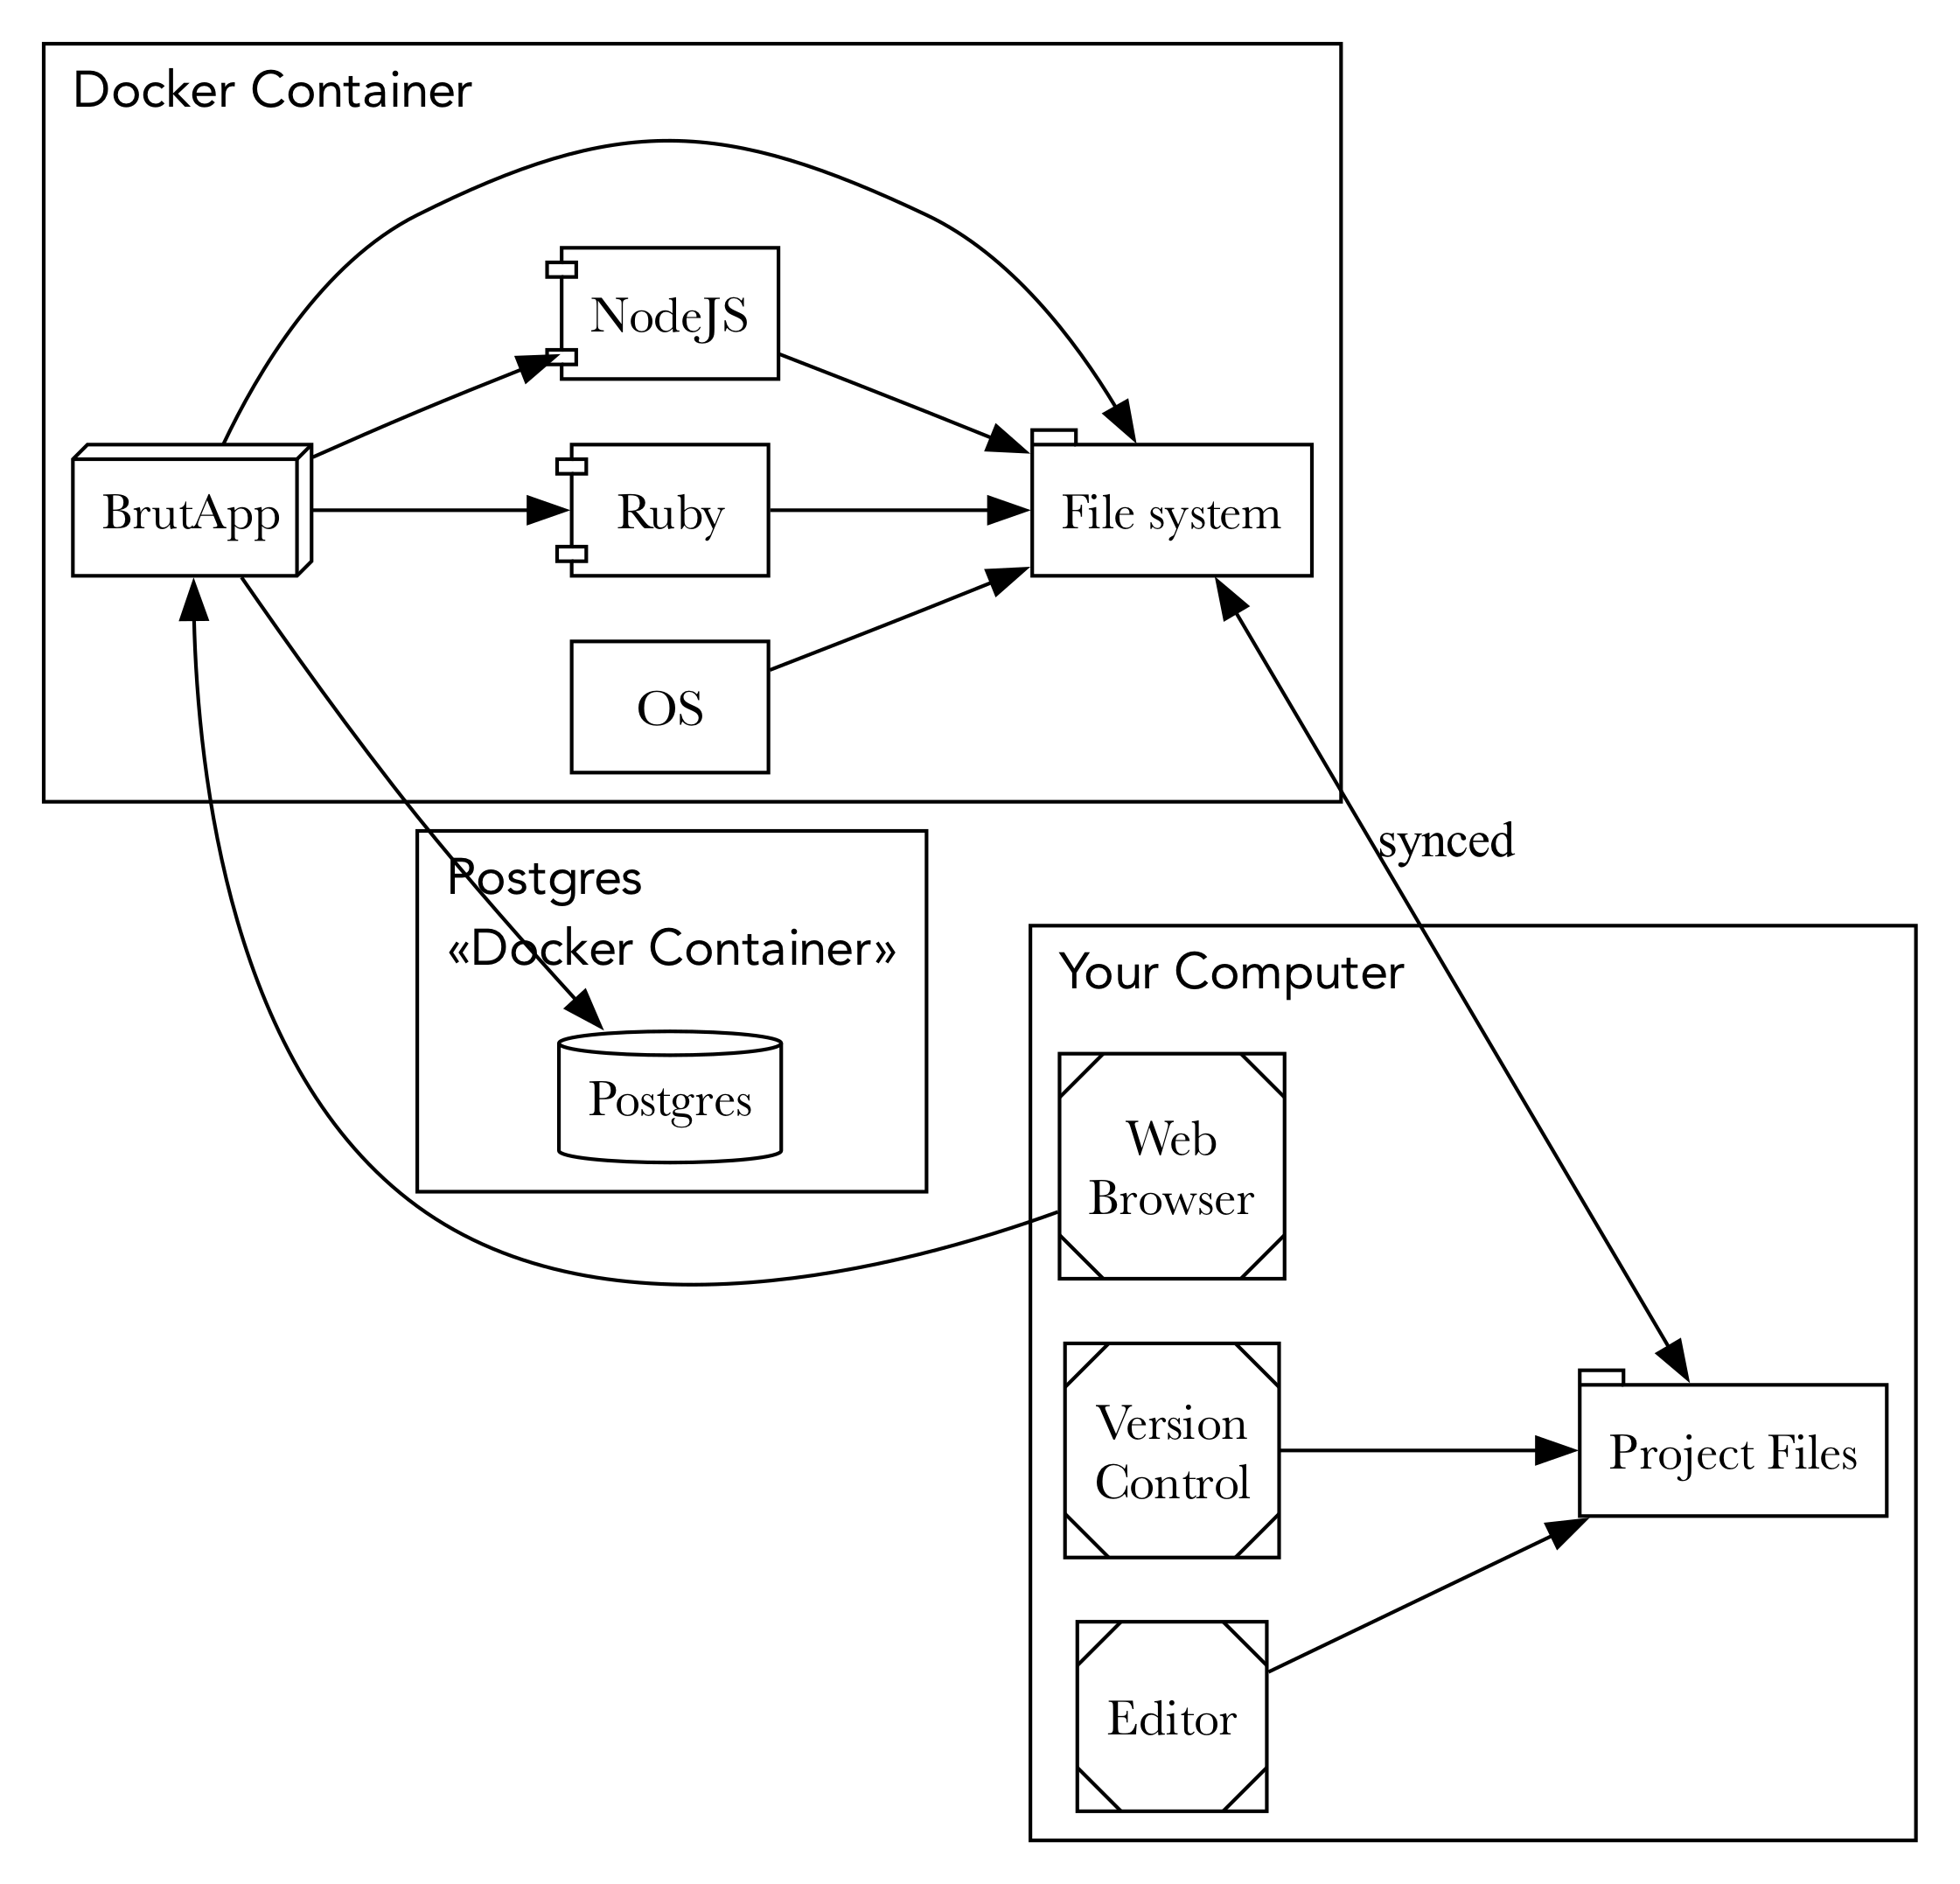 Docker Container
NodeJS
BrutApp
Ruby
File system
OS
synced
Postgres
«Docker Container»
Postgres
Your Computer
Web
Browser
Version
Control
Project Files
Editor